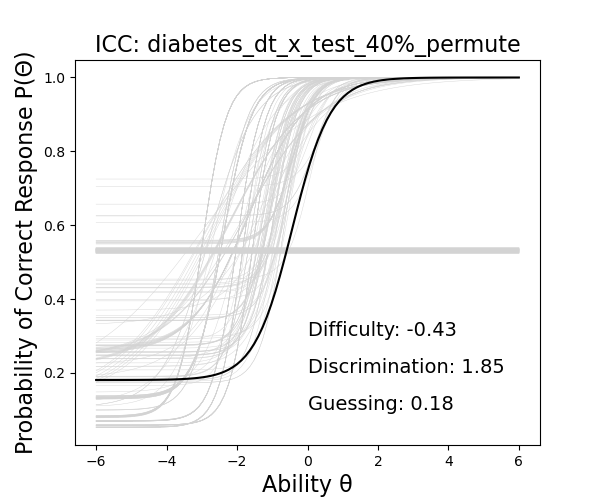 ICC: diabetes_dt_x_test_40%_permute
Probability of Correct Response P(Θ)
1.0
0.8
0.6
0.4
0.2
Difficulty: -0.43
Discrimination: 1.85
Guessing: 0.18
−6 −4 −2 0 2 4 6
Ability θ